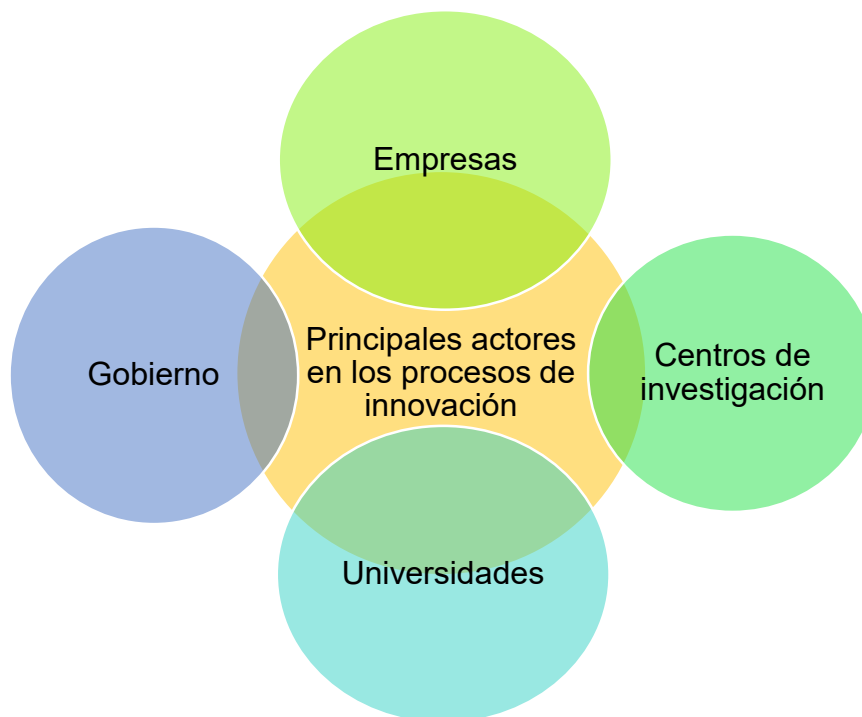 Empresas
Gobierno
Principales actores
en los procesos de
innovación
Centros de
investigación
Universidades